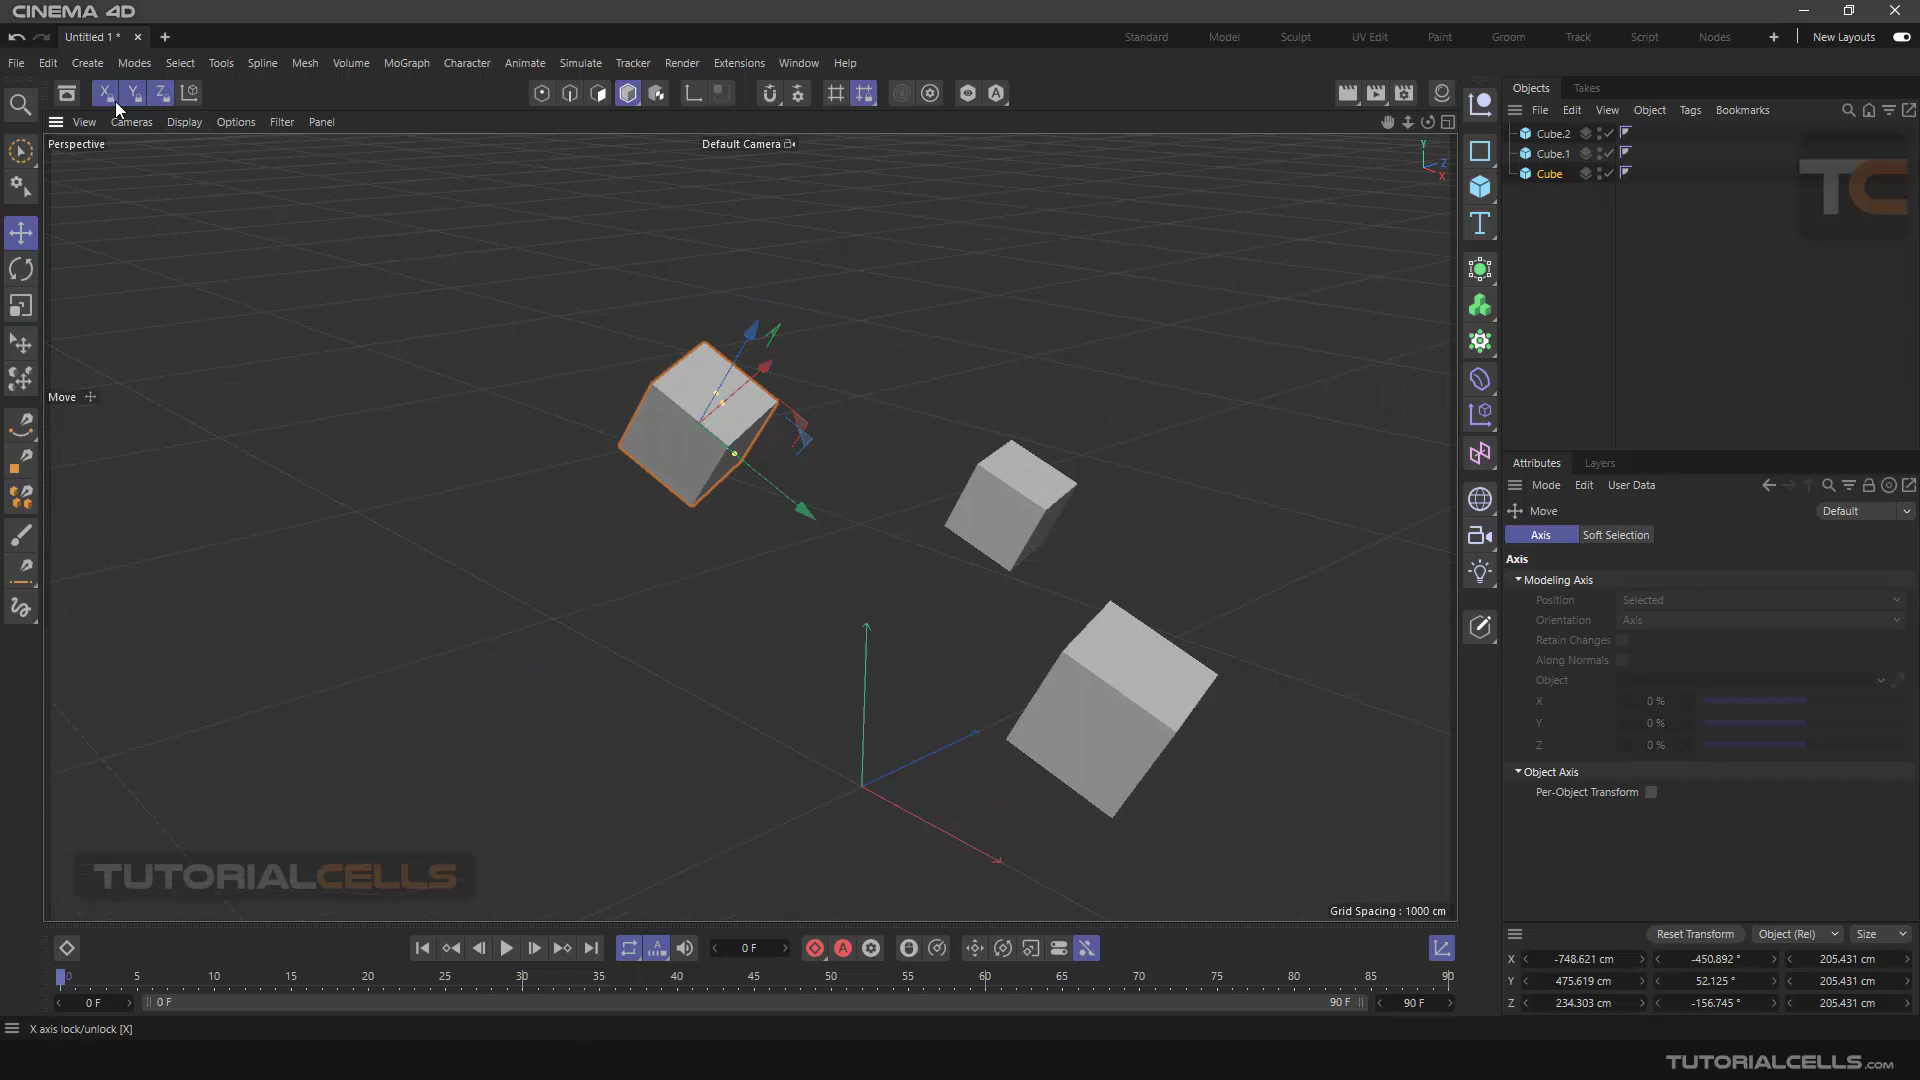 CINEMA 4D
Untitled 1 *
Standard Model Sculpt UV Edit Paint Groom Track Script Nodes New Layouts
File Edit Create Modes Select Tools Spline Mesh Volume MoGraph Character Animate Simulate Tracker Render Extensions Window Help
X Y Z
View Cameras Display Options Filter Panel
Perspective
Default Camera
Y
Z
X
Move
Grid Spacing : 1000 cm
TUTORIALCELLS
Objects Takes
File Edit View Object Tags Bookmarks
Cube.2
Cube.1
Cube
TC
Attributes Layers
Mode Edit User Data
Move Default
Axis Soft Selection
Axis
Modeling Axis
Position Selected
Orientation Axis
Retain Changes
Along Normals
Object
X 0 %
Y 0 %
Z 0 %
Object Axis
Per-Object Transform
Reset Transform Object (Rel) Size
X -748.621 cm -450.892 ° 205.431 cm
Y 475.619 cm 52.125 ° 205.431 cm
Z 234.303 cm -156.745 ° 205.431 cm
0 F
0 5 10 15 20 25 30 35 40 45 50 55 60 65 70 75 80 85 90
0 F 0 F 90 F 90 F
X axis lock/unlock [X]
TUTORIALCELLS.COM